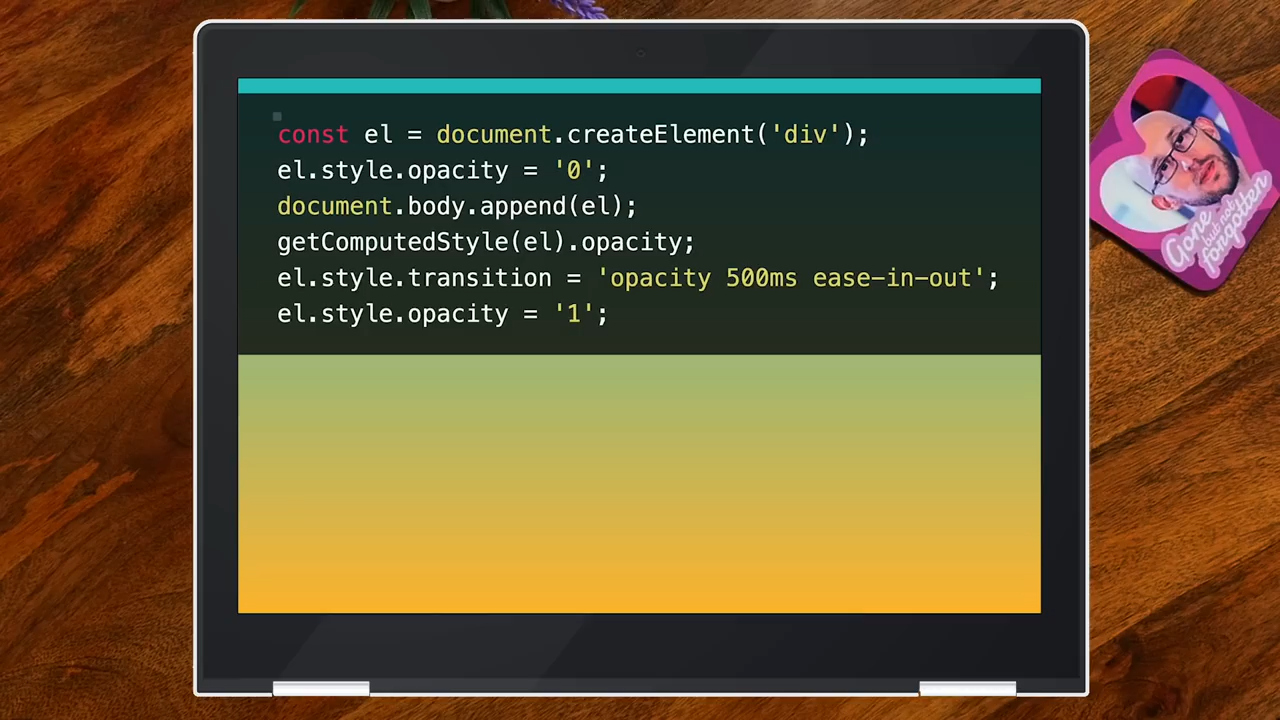 const el = document.createElement('div');
el.style.opacity = '0';
document.body.append(el);
getComputedStyle(el).opacity;
el.style.transition = 'opacity 500ms ease-in-out';
el.style.opacity = '1';
Gone
but not
forgotten